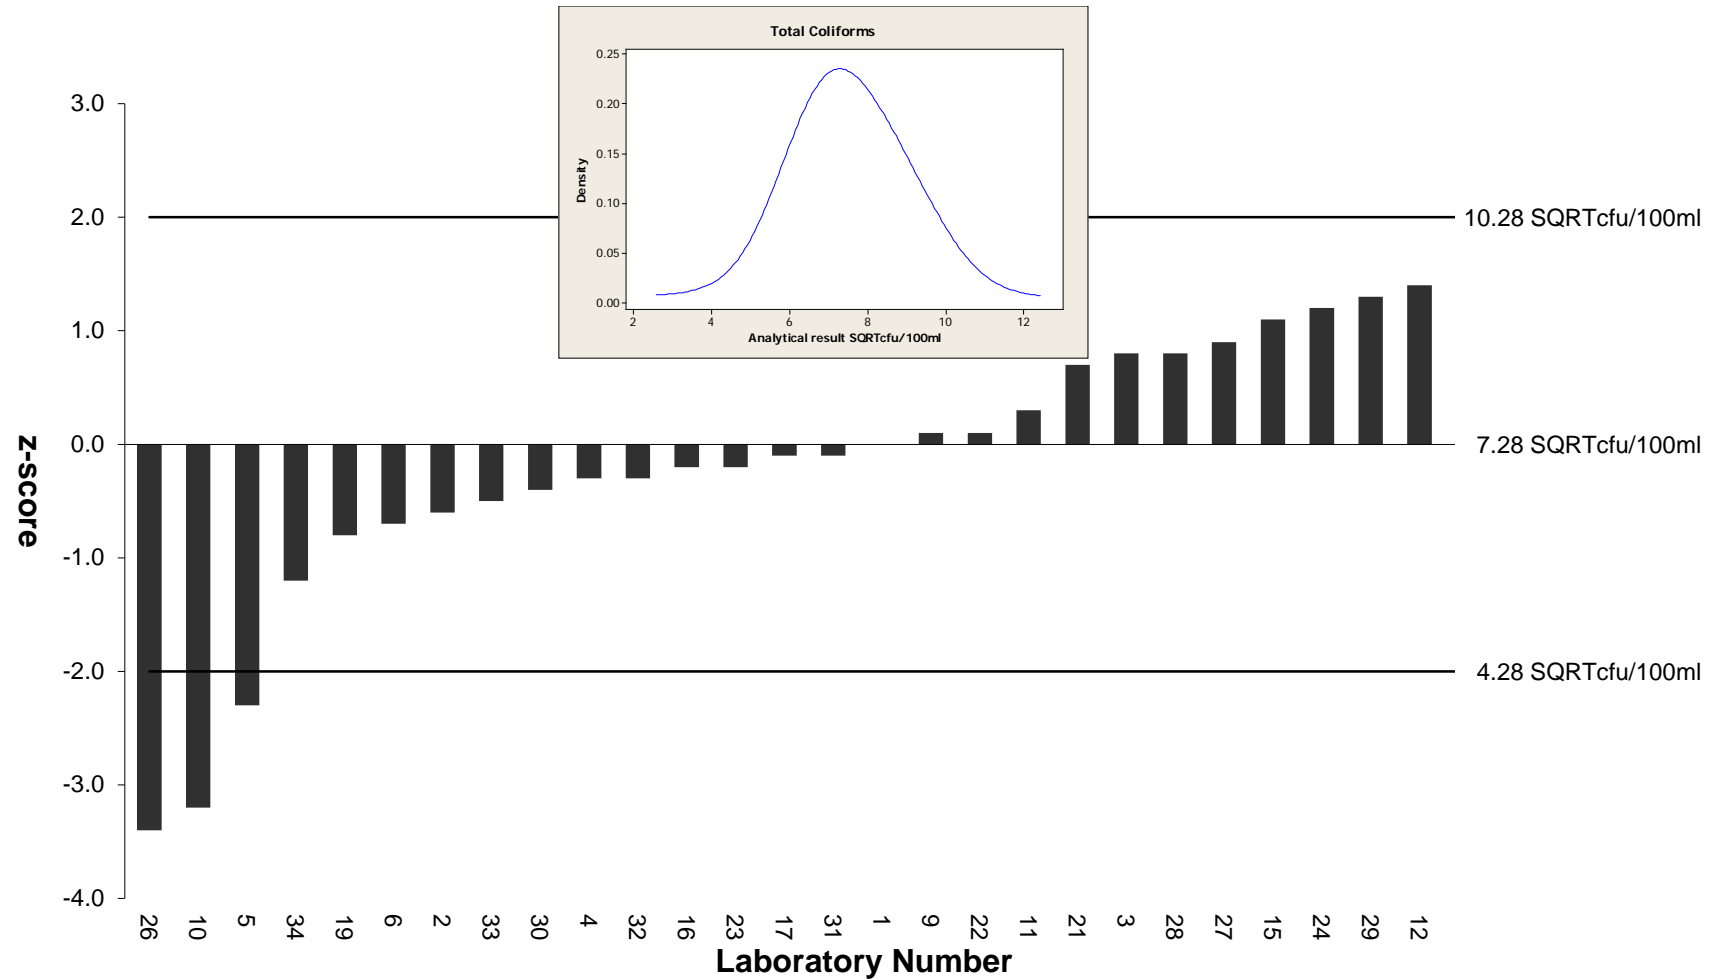 Total Coliforms
0.25
0.20
0.15
0.10
0.05
0.00
Density
2 4 6 8 10 12
Analytical result SQRTcfu/100ml
3.0
2.0
1.0
0.0
-1.0
-2.0
-3.0
-4.0
z-score
10.28 SQRTcfu/100ml
7.28 SQRTcfu/100ml
4.28 SQRTcfu/100ml
26 10 5 34 19 6 2 33 30 4 32 16 23 17 31 1 9 22 11 21 3 28 27 15 24 29 12
Laboratory Number